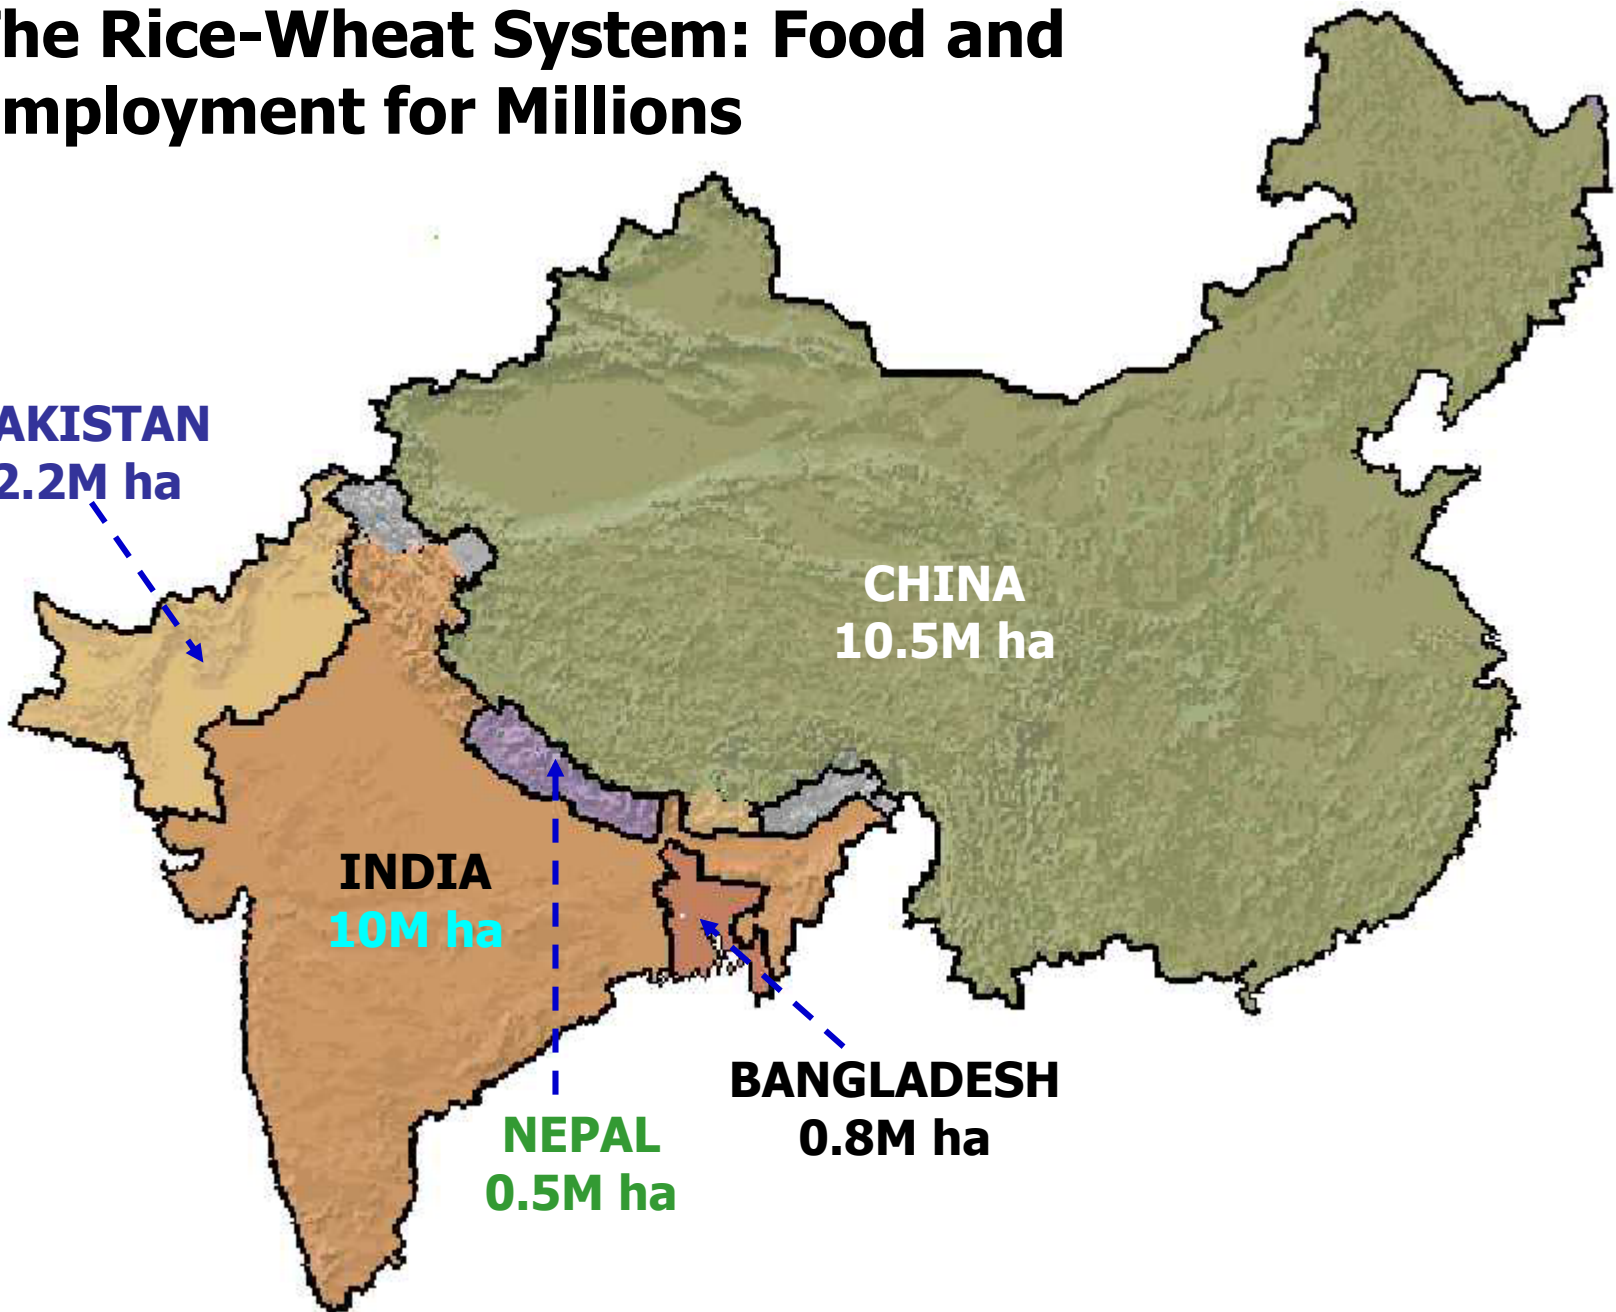 he Rice-Wheat System: Food and
mployment for Millions
AKISTAN
2.2M ha
CHINA
10.5M ha
INDIA
10M ha
BANGLADESH
0.8M ha
NEPAL
0.5M ha